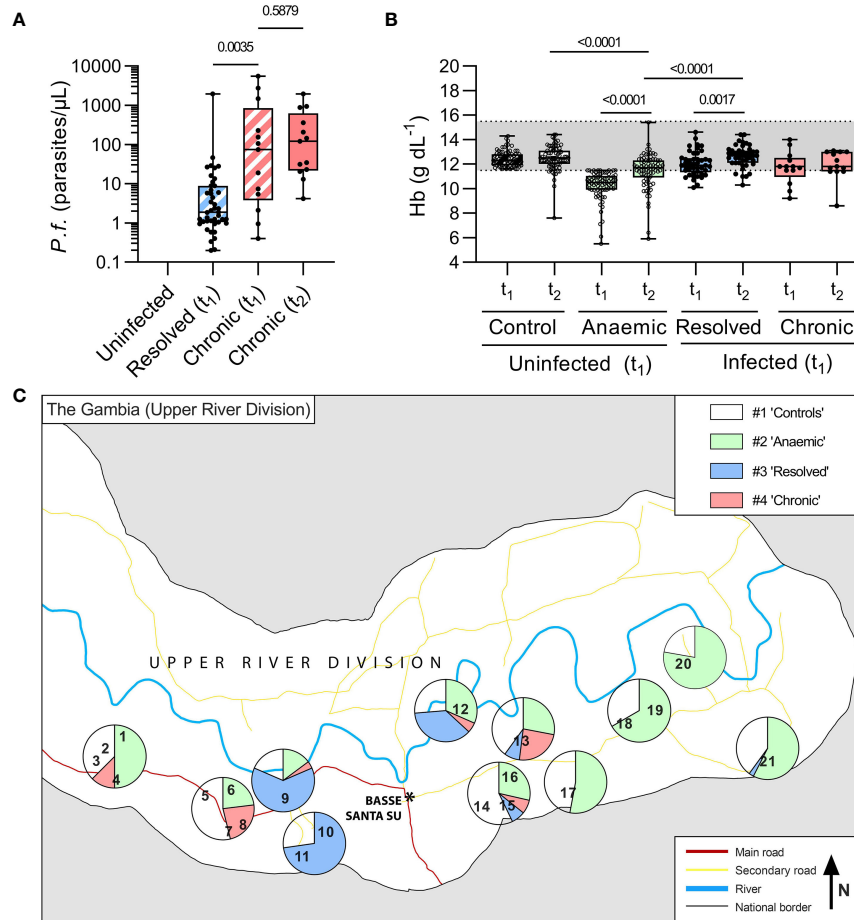 A
0.5879
0.0035
P.f. (parasites/µL)
10000
1000
100
10
1
0.1
Uninfected
Resolved (t1)
Chronic (t1)
Chronic (t2)
B
<0.0001
<0.0001
<0.0001
0.0017
Hb (g dL⁻¹)
20
18
16
14
12
10
8
6
4
t1 t2 t1 t2 t1 t2 t1 t2
Control Anaemic Resolved Chronic
Uninfected (t1) Infected (t1)
C
The Gambia (Upper River Division)
#1 'Controls'
#2 'Anaemic'
#3 'Resolved'
#4 'Chronic'
UPPER RIVER DIVISION
1
2
3
4
5
6
7
8
9
10
11
12
13
14
15
16
17
18
19
20
21
BASSE
SANTA SU
*
Main road
Secondary road
River
National border
N